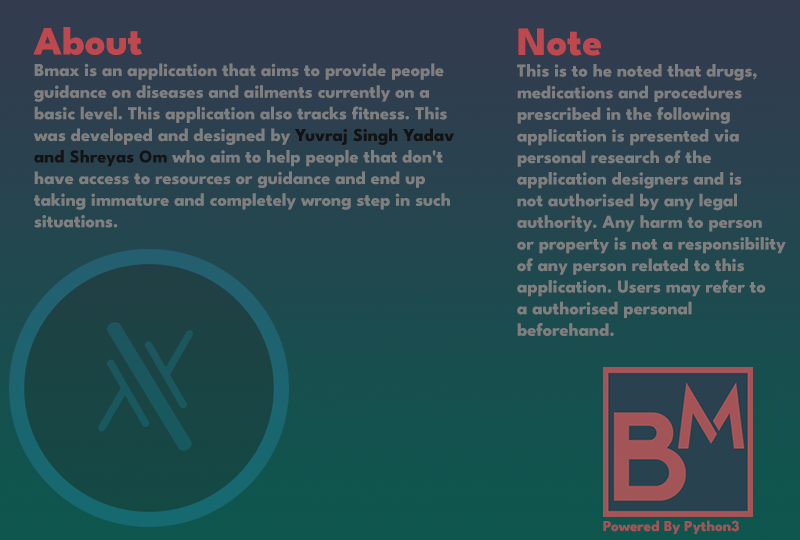 About
Bmax is an application that aims to provide people
guidance on diseases and ailments currently on a
basic level. This application also tracks fitness. This
was developed and designed by Yuvraj Singh Yadav
and Shreyas Om who aim to help people that don't
have access to resources or guidance and end up
taking immature and completely wrong step in such
situations.
Note
This is to he noted that drugs,
medications and procedures
prescribed in the following
application is presented via
personal research of the
application designers and is
not authorised by any legal
authority. Any harm to person
or property is not a responsibility
of any person related to this
application. Users may refer to
a authorised personal
beforehand.
BM
Powered By Python3